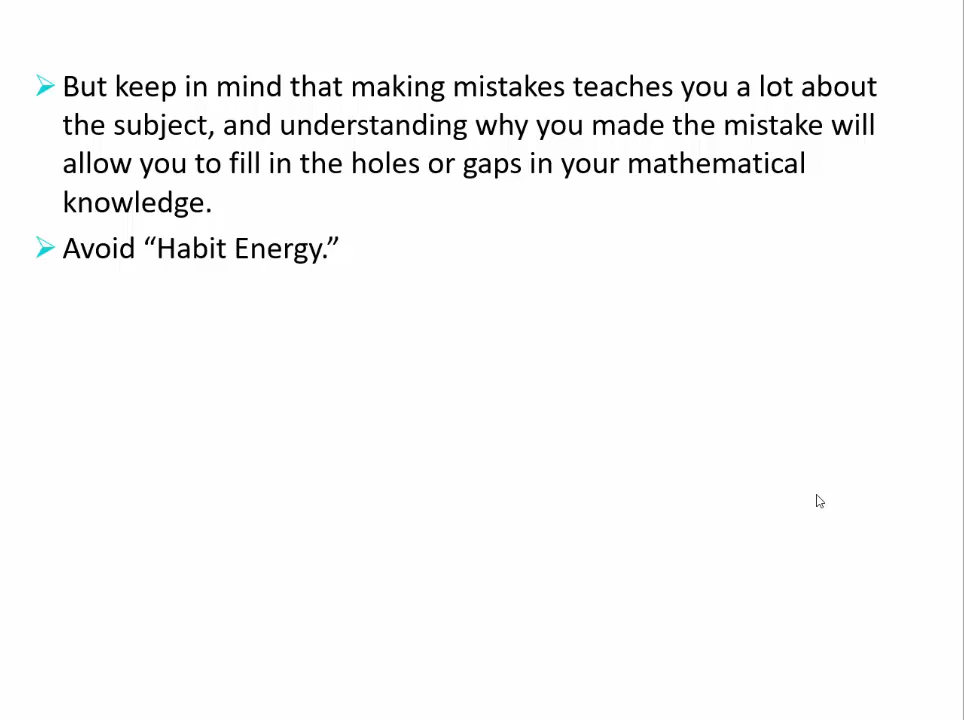 But keep in mind that making mistakes teaches you a lot about
the subject, and understanding why you made the mistake will
allow you to fill in the holes or gaps in your mathematical
knowledge.
Avoid “Habit Energy.”